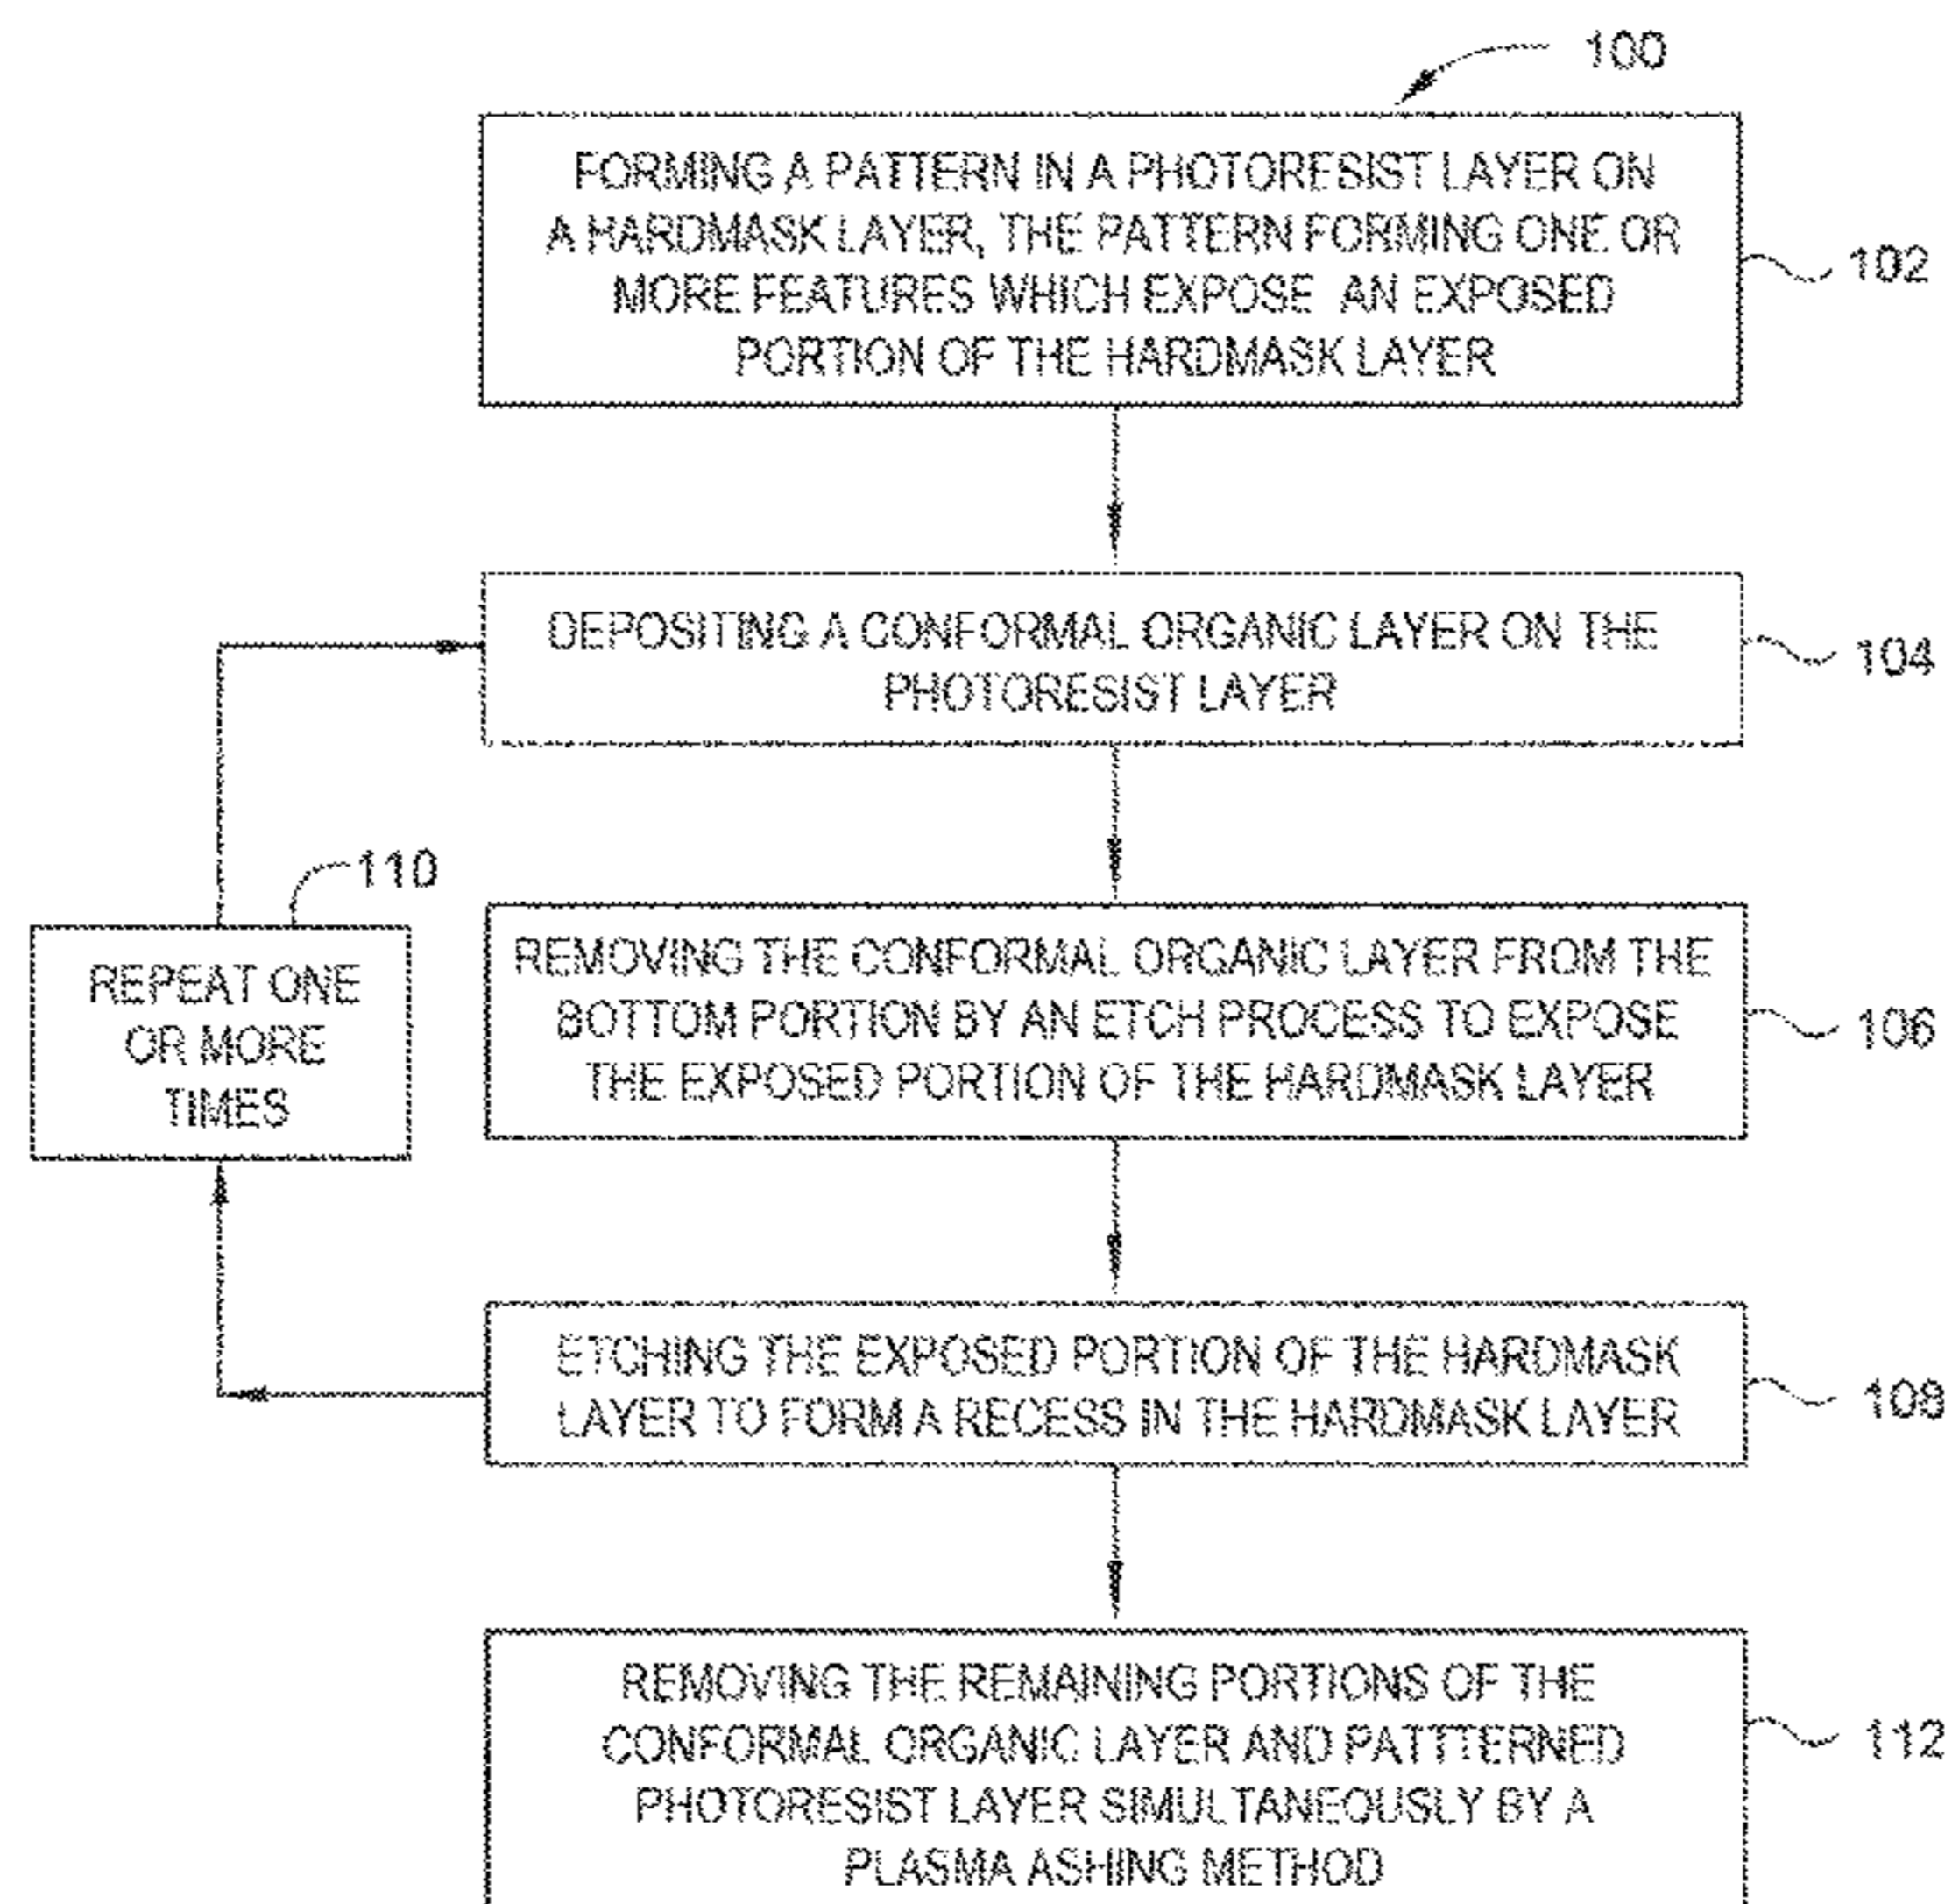 100
FORMING A PATTERN IN A PHOTORESIST LAYER ON
A HARDMASK LAYER, THE PATTERN FORMING ONE OR
MORE FEATURES WHICH EXPOSE AN EXPOSED
PORTION OF THE HARDMASK LAYER
102
DEPOSITING A CONFORMAL ORGANIC LAYER ON THE
PHOTORESIST LAYER
104
110
REPEAT ONE
OR MORE
TIMES
REMOVING THE CONFORMAL ORGANIC LAYER FROM THE
BOTTOM PORTION BY AN ETCH PROCESS TO EXPOSE
THE EXPOSED PORTION OF THE HARDMASK LAYER
106
ETCHING THE EXPOSED PORTION OF THE HARDMASK
LAYER TO FORM A RECESS IN THE HARDMASK LAYER
108
REMOVING THE REMAINING PORTIONS OF THE
CONFORMAL ORGANIC LAYER AND PATTTERNED
PHOTORESIST LAYER SIMULTANEOUSLY BY A
PLASMA ASHING METHOD
112